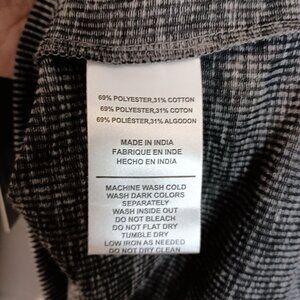 69% POLYESTER,31% COTTON
69% POLYESTER,31% COTON
69% POLIÉSTER,31% ALGODON
MADE IN INDIA
FABRIQUE EN INDE
HECHO EN INDIA
MACHINE WASH COLD
WASH DARK COLORS
SEPARATELY
WASH INSIDE OUT
DO NOT BLEACH
DO NOT FLAT DRY
TUMBLE DRY
LOW IRON AS NEEDED
DO NOT DRY CLEAN